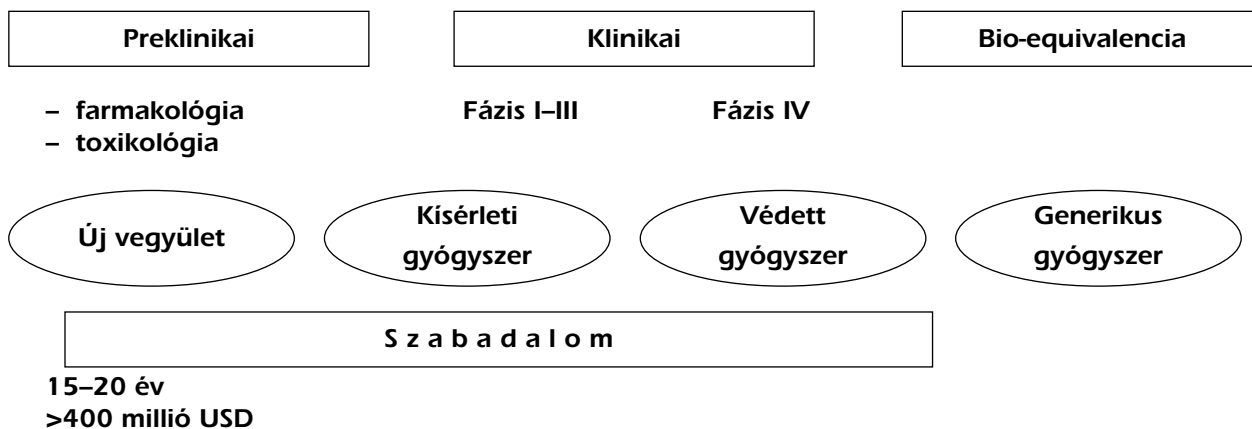 Preklinikai
Klinikai
Bio-equivalencia
– farmakológia
– toxikológia
Fázis I–III
Fázis IV
Új vegyület
Kísérleti
gyógyszer
Védett
gyógyszer
Generikus
gyógyszer
S z a b a d a l o m
15–20 év
>400 millió USD